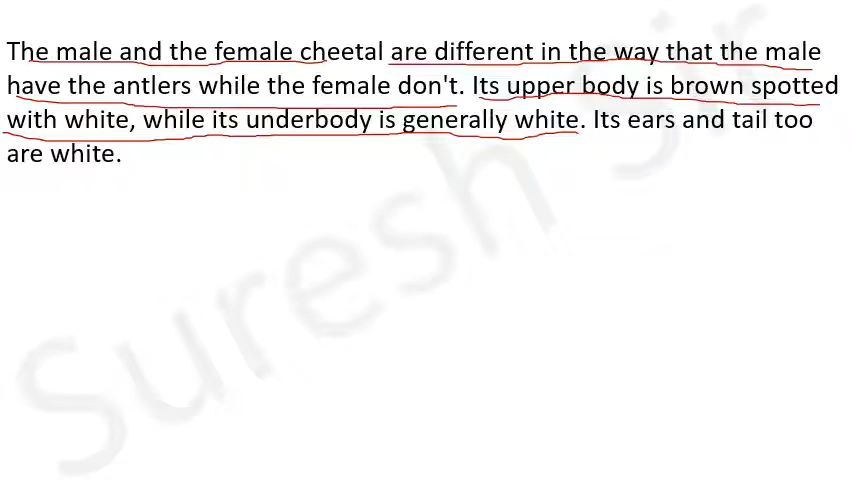 The male and the female cheetal are different in the way that the male
have the antlers while the female don't. Its upper body is brown spotted
with white, while its underbody is generally white. Its ears and tail too
are white.
Suresh sir